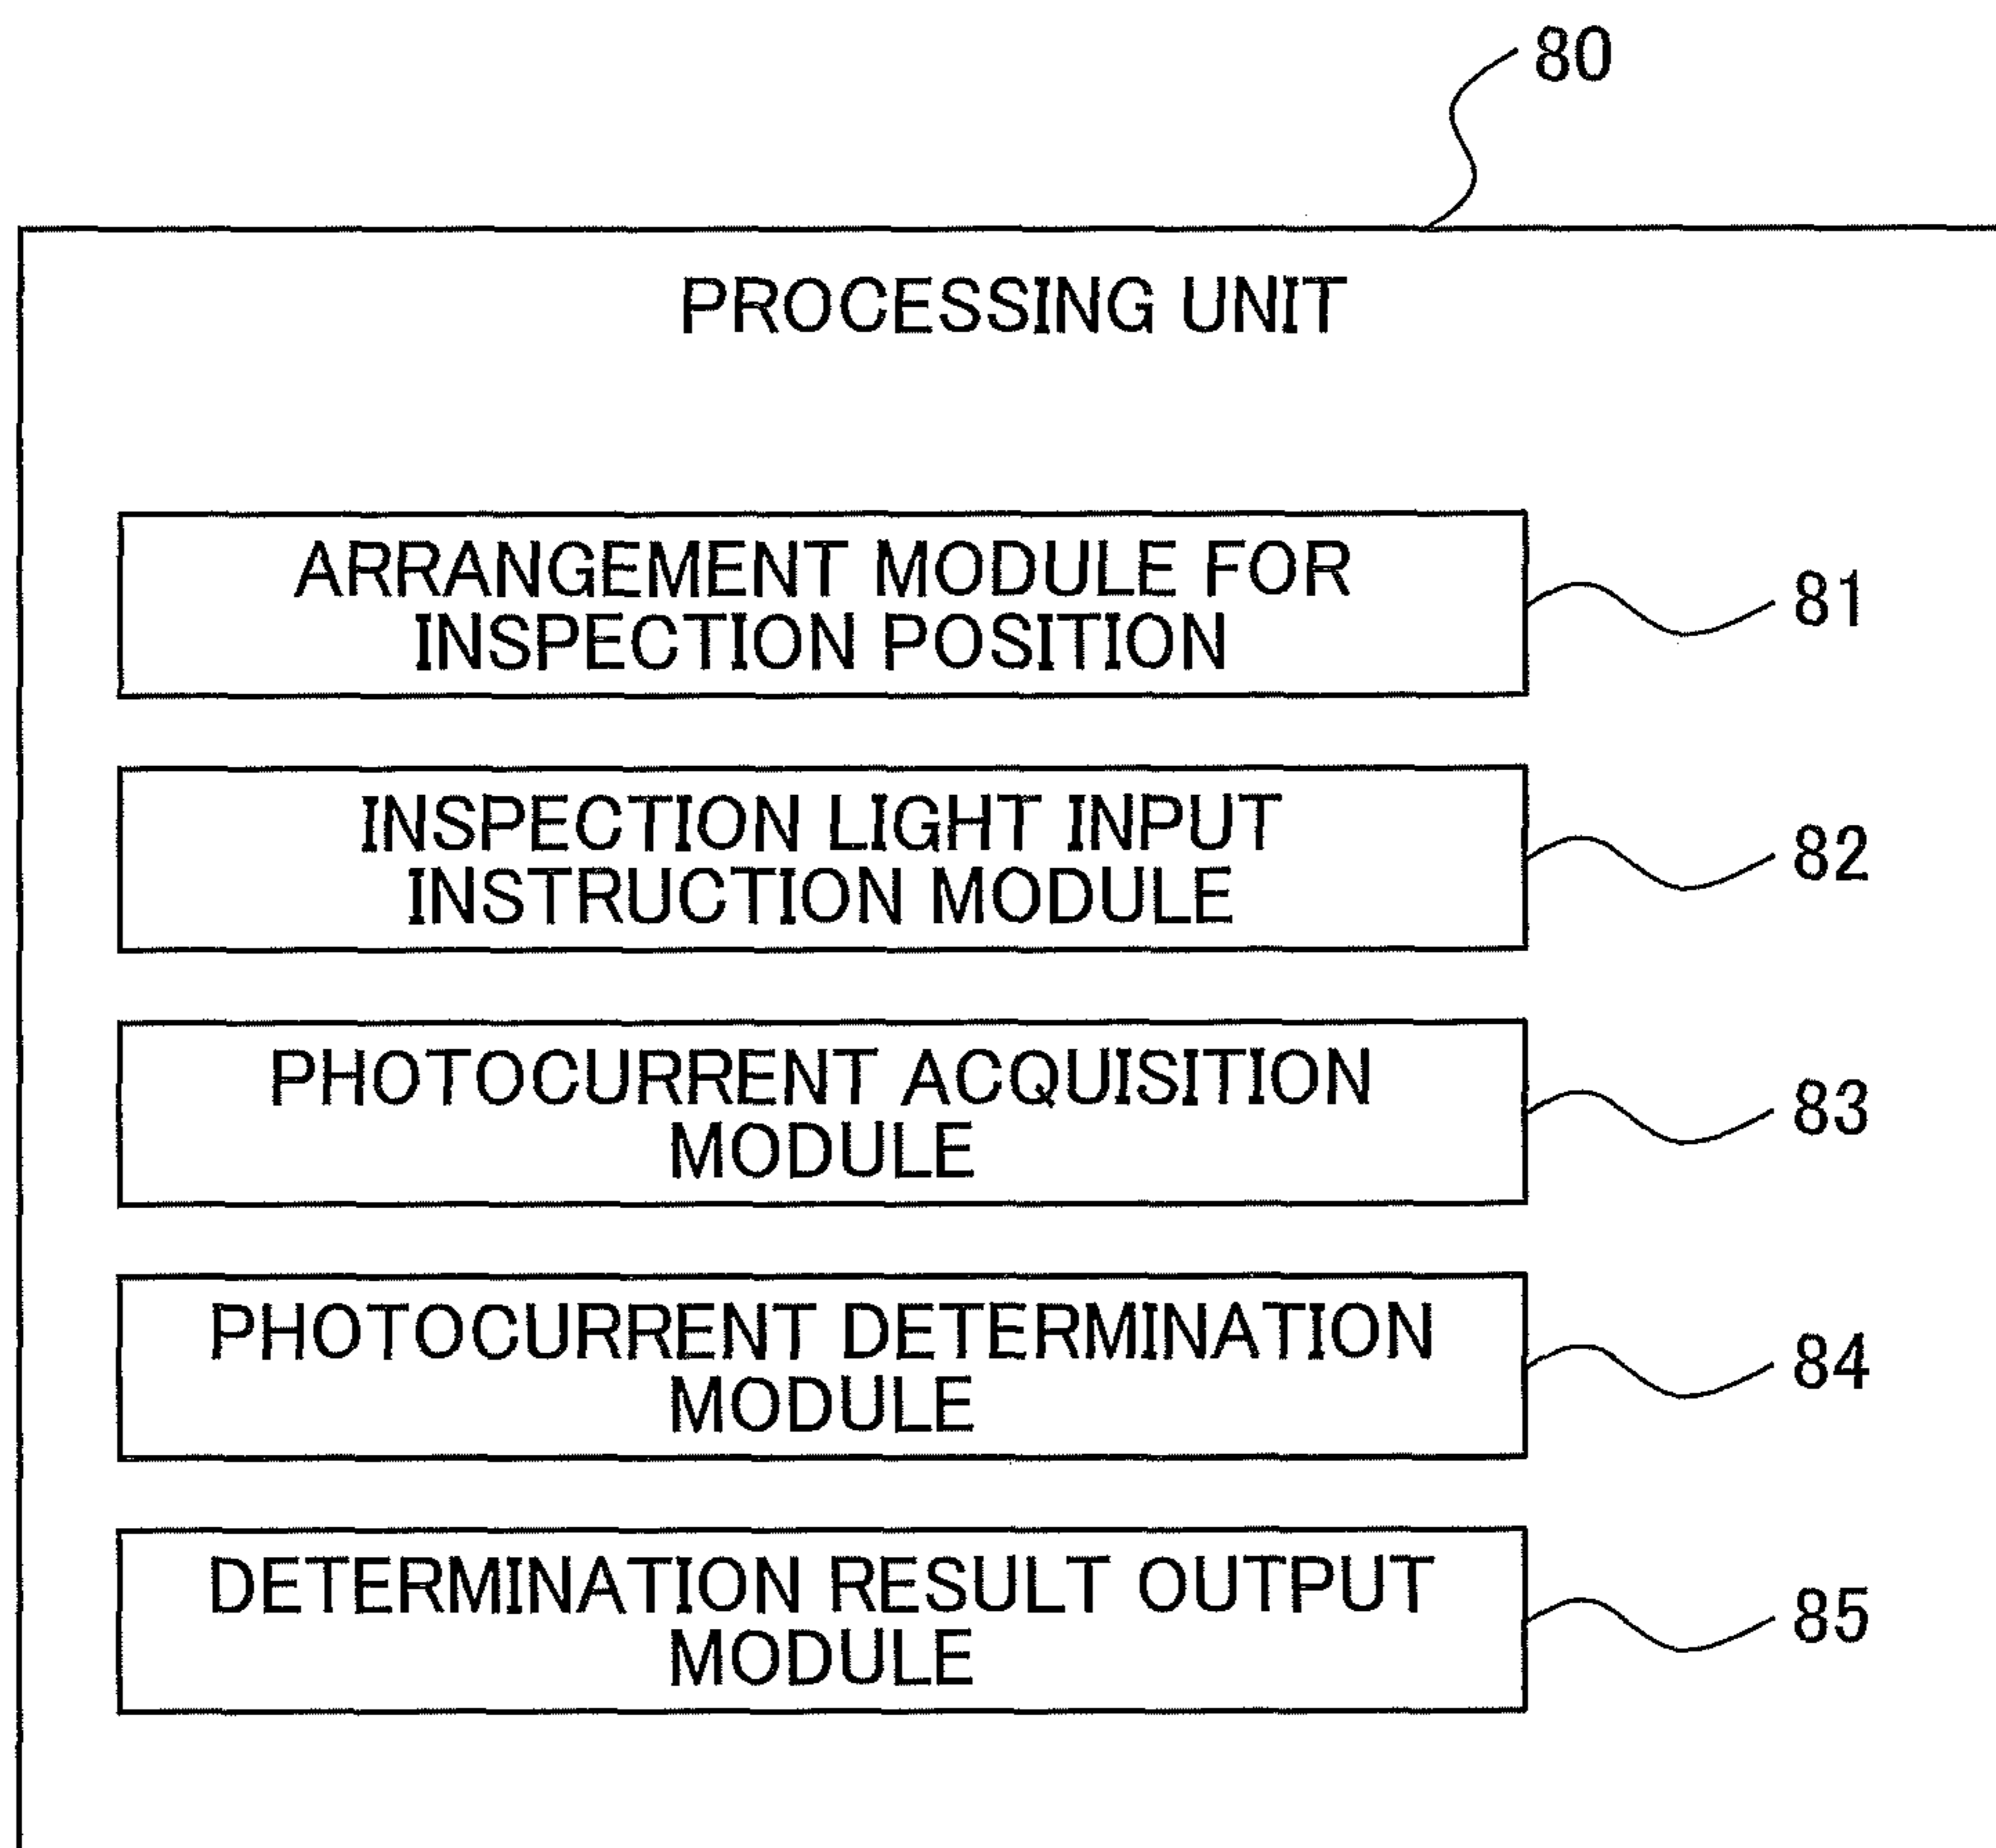 80
PROCESSING UNIT
ARRANGEMENT MODULE FOR
INSPECTION POSITION
81
INSPECTION LIGHT INPUT
INSTRUCTION MODULE
82
PHOTOCURRENT ACQUISITION
MODULE
83
PHOTOCURRENT DETERMINATION
MODULE
84
DETERMINATION RESULT OUTPUT
MODULE
85